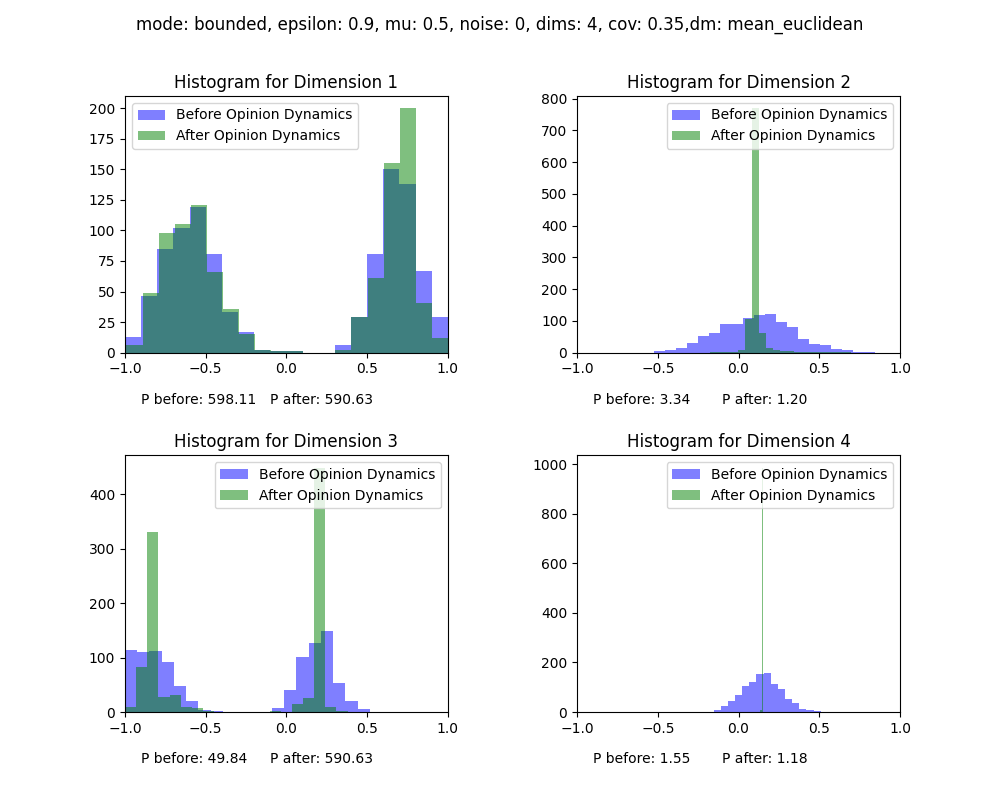 mode: bounded, epsilon: 0.9, mu: 0.5, noise: 0, dims: 4, cov: 0.35,dm: mean_euclidean
Histogram for Dimension 1
Before Opinion Dynamics
After Opinion Dynamics
200
175
150
125
100
75
50
25
0
−1.0 −0.5 0.0 0.5 1.0
P before: 598.11 P after: 590.63
Histogram for Dimension 2
Before Opinion Dynamics
After Opinion Dynamics
800
700
600
500
400
300
200
100
0
−1.0 −0.5 0.0 0.5 1.0
P before: 3.34 P after: 1.20
Histogram for Dimension 3
Before Opinion Dynamics
After Opinion Dynamics
400
300
200
100
0
−1.0 −0.5 0.0 0.5 1.0
P before: 49.84 P after: 590.63
Histogram for Dimension 4
Before Opinion Dynamics
After Opinion Dynamics
1000
800
600
400
200
0
−1.0 −0.5 0.0 0.5 1.0
P before: 1.55 P after: 1.18